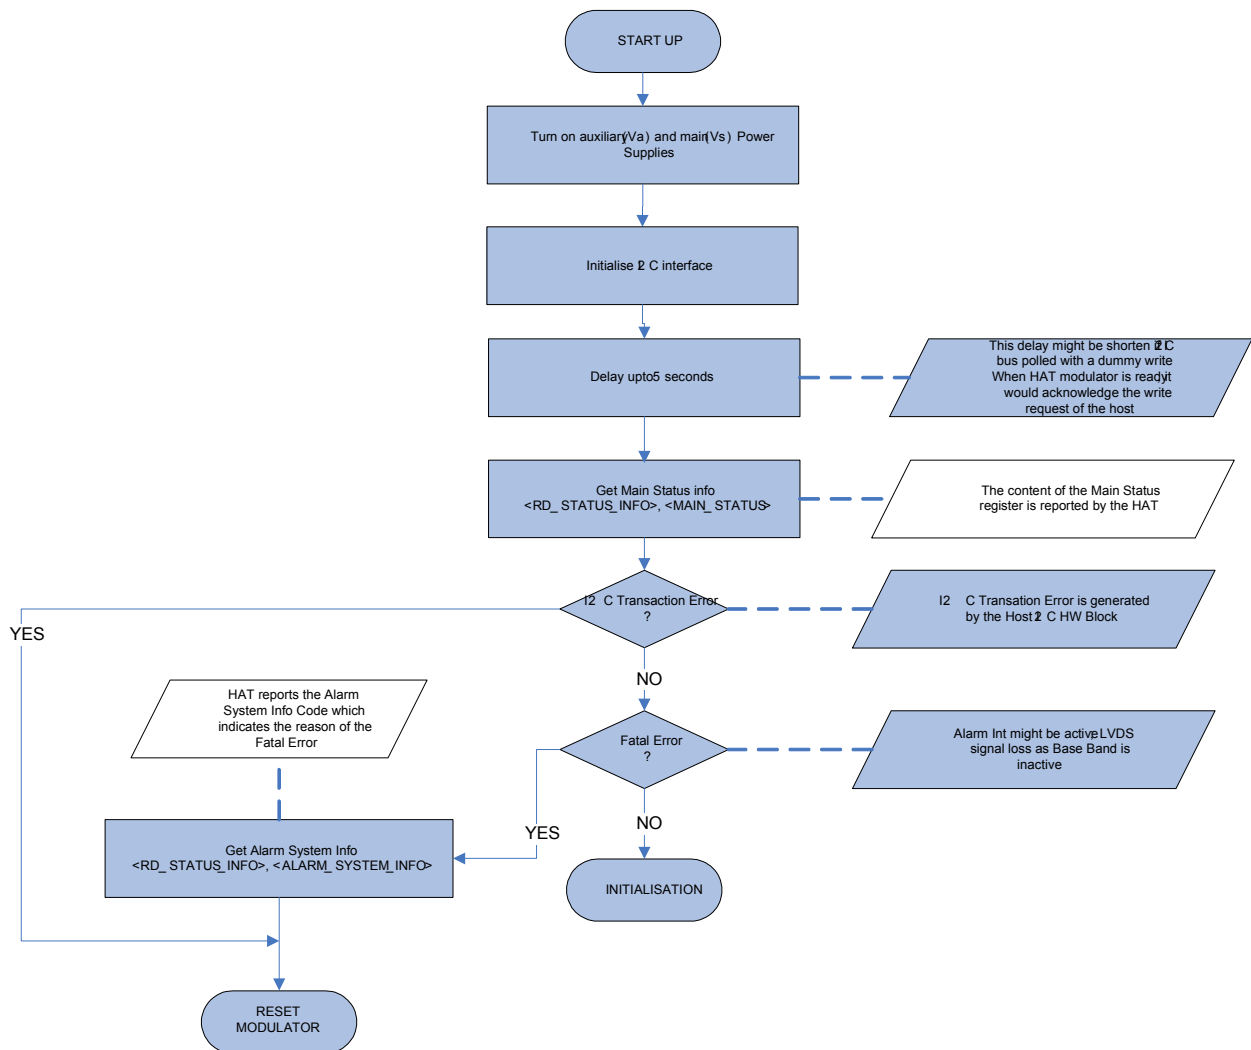 START UP
Turn on auxiliary(Va) and main(Vs) Power
Supplies
Initialise I2 C interface
Delay upto5 seconds
This delay might be shorten if I2 C
bus polled with a dummy write
When HAT modulator is ready,it
would acknowledge the write
request of the host
Get Main Status info
<RD_ STATUS_INFO>, <MAIN_ STATUS>
The content of the Main Status
register is reported by the HAT
I2 C Transaction Error
?
I2 C Transation Error is generated
by the Host I2 C HW Block
YES
NO
HAT reports the Alarm
System Info Code which
indicates the reason of the
Fatal Error
Fatal Error
?
Alarm Int might be active, LVDS
signal loss as Base Band is
inactive
YES
NO
Get Alarm System Info
<RD_ STATUS_INFO>, <ALARM_ SYSTEM_INFO>
INITIALISATION
RESET
MODULATOR